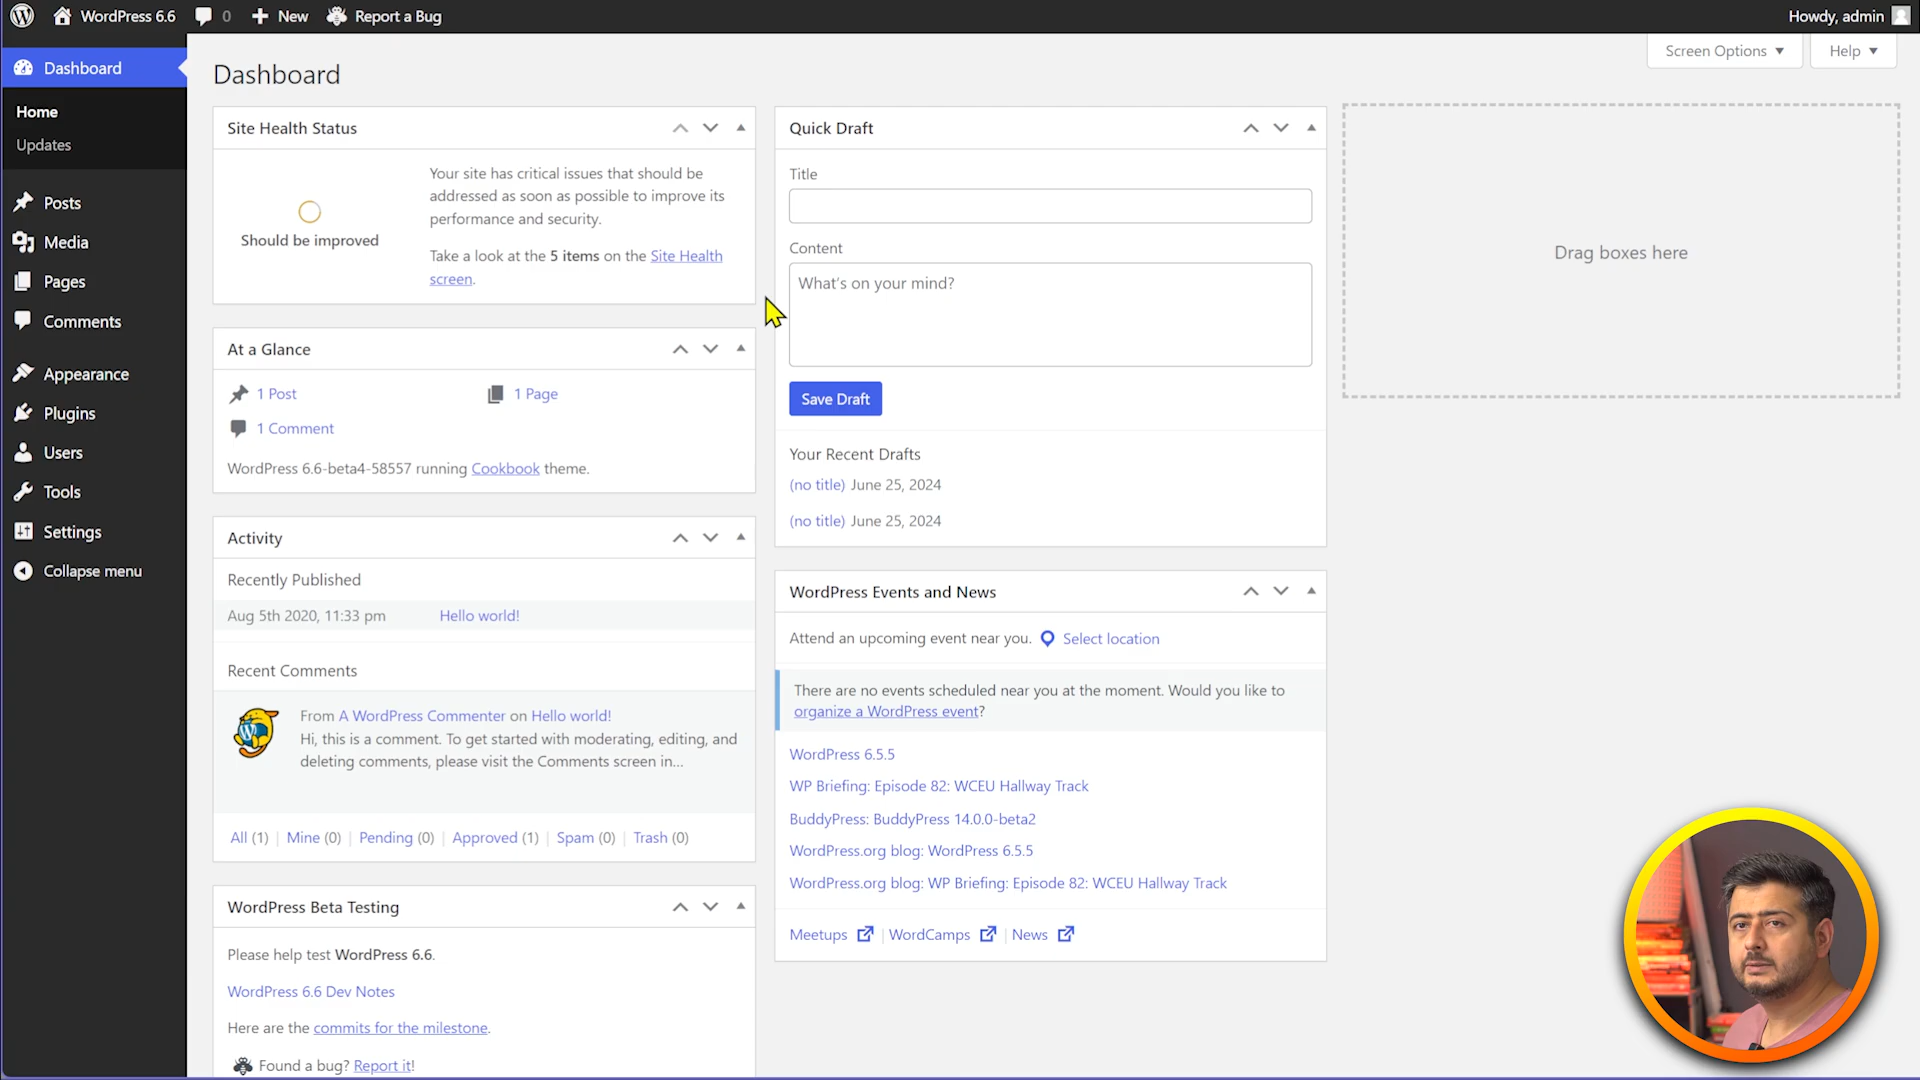 WordPress 6.6
0
New
Report a Bug
Howdy, admin
Screen Options
Help
Dashboard
Home
Updates
Posts
Media
Pages
Comments
Appearance
Plugins
Users
Tools
Settings
Collapse menu
Dashboard
Site Health Status
Should be improved
Your site has critical issues that should be
addressed as soon as possible to improve its
performance and security.
Take a look at the 5 items on the Site Health
screen.
At a Glance
1 Post
1 Page
1 Comment
WordPress 6.6-beta4-58557 running Cookbook theme.
Activity
Recently Published
Aug 5th 2020, 11:33 pm Hello world!
Recent Comments
From A WordPress Commenter on Hello world!
Hi, this is a comment. To get started with moderating, editing, and
deleting comments, please visit the Comments screen in...
All (1) | Mine (0) | Pending (0) | Approved (1) | Spam (0) | Trash (0)
WordPress Beta Testing
Please help test WordPress 6.6.
WordPress 6.6 Dev Notes
Here are the commits for the milestone.
Found a bug? Report it!
Quick Draft
Title
Content
What's on your mind?
Save Draft
Your Recent Drafts
(no title) June 25, 2024
(no title) June 25, 2024
WordPress Events and News
Attend an upcoming event near you. Select location
There are no events scheduled near you at the moment. Would you like to
organize a WordPress event?
WordPress 6.5.5
WP Briefing: Episode 82: WCEU Hallway Track
BuddyPress: BuddyPress 14.0.0-beta2
WordPress.org blog: WordPress 6.5.5
WordPress.org blog: WP Briefing: Episode 82: WCEU Hallway Track
Meetups | WordCamps | News
Drag boxes here